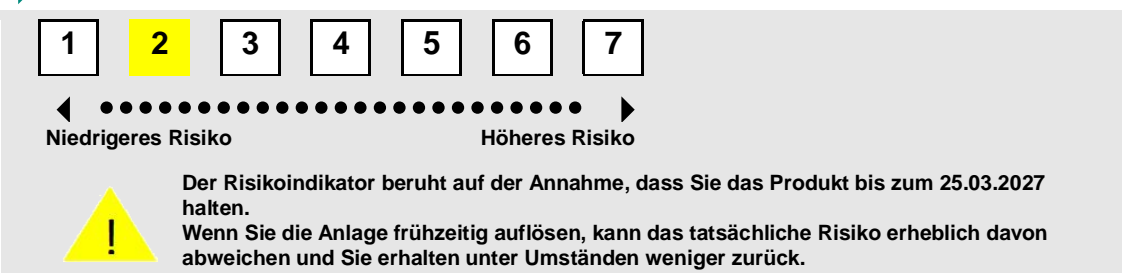 1 2 3 4 5 6 7
Niedrigeres Risiko Höheres Risiko
Der Risikoindikator beruht auf der Annahme, dass Sie das Produkt bis zum 25.03.2027
halten.
! Wenn Sie die Anlage frühzeitig auflösen, kann das tatsächliche Risiko erheblich davon
abweichen und Sie erhalten unter Umständen weniger zurück.